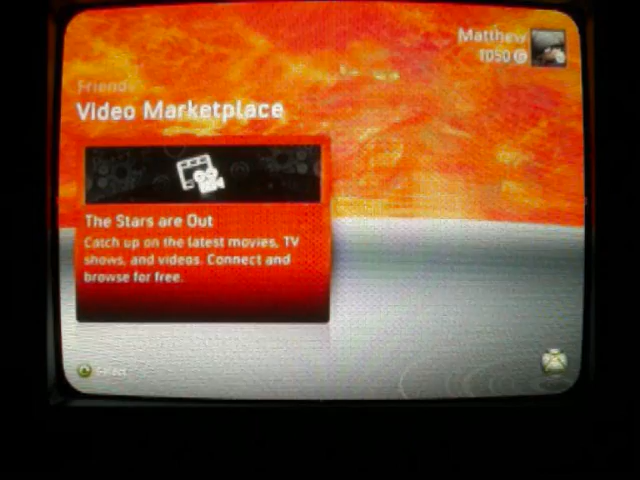 Matthew
1050 G
Friends
Video Marketplace
The Stars are Out
Catch up on the latest movies, TV
shows, and videos. Connect and
browse for free.
Select